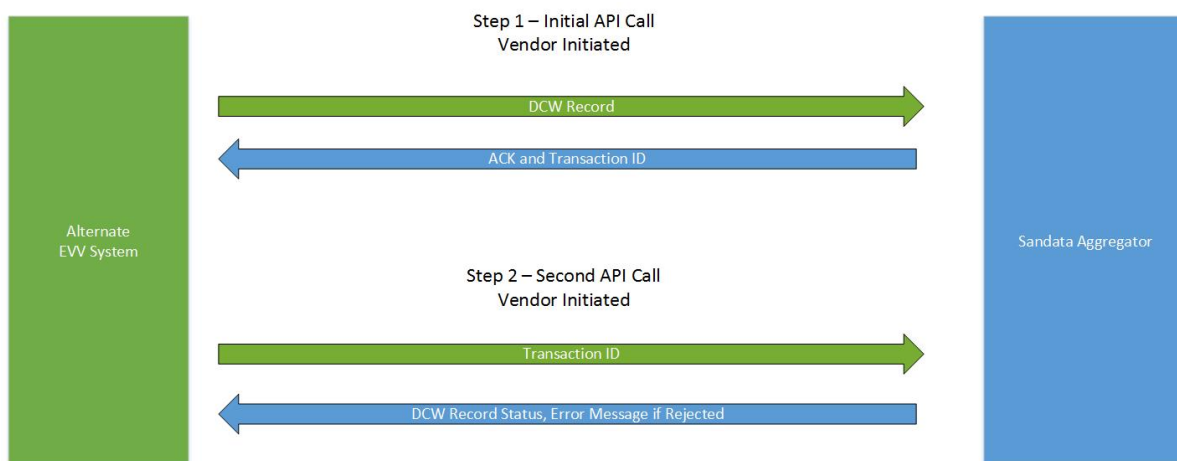 Step 1 – Initial API Call
Vendor Initiated
DCW Record
ACK and Transaction ID
Alternate
EVV System
Sandata Aggregator
Step 2 – Second API Call
Vendor Initiated
Transaction ID
DCW Record Status, Error Message if Rejected